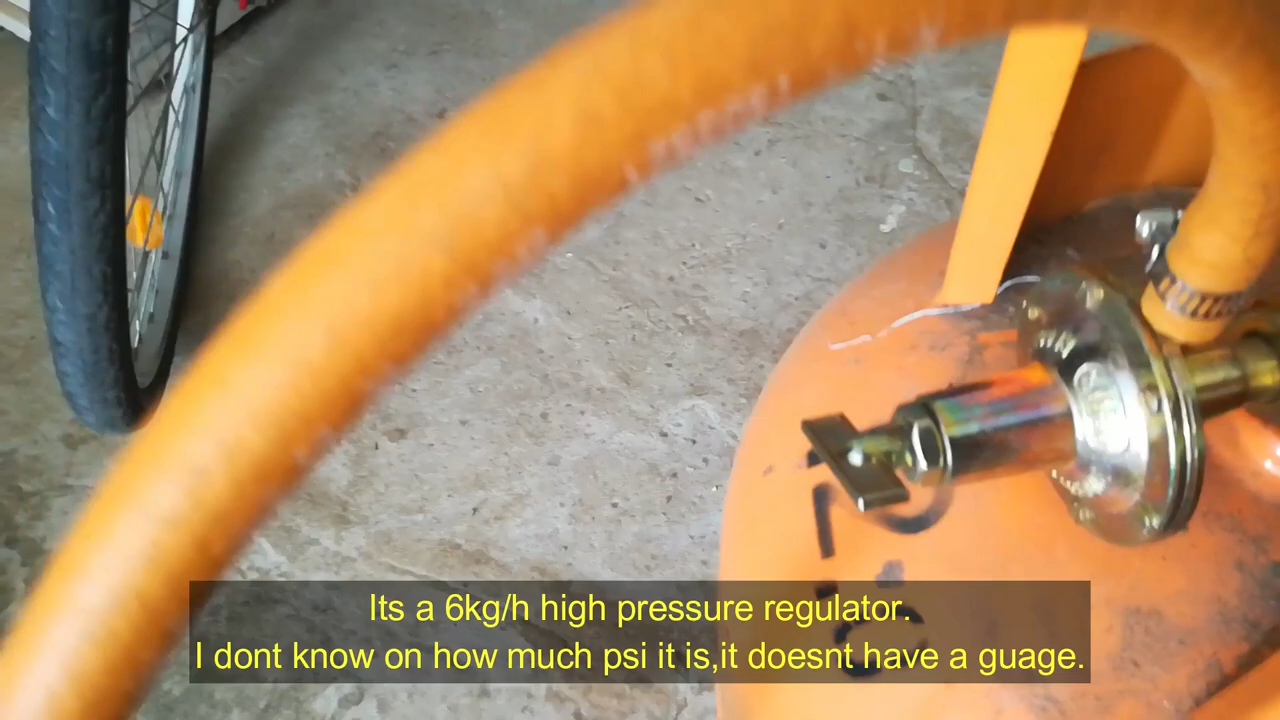 Its a 6kg/h high pressure regulator.
I dont know on how much psi it is,it doesnt have a guage.